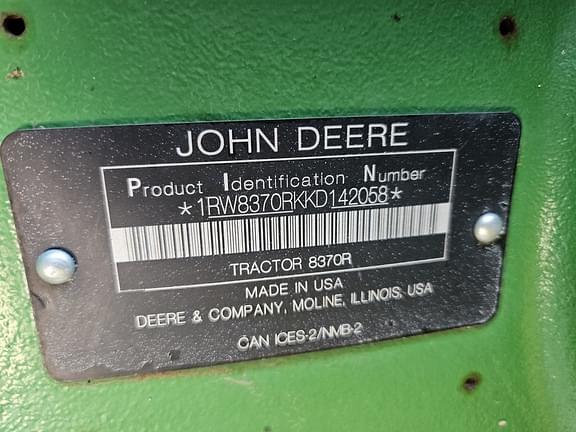 JOHN DEERE
Product Identification Number
*1RW8370RKKD142058*
TRACTOR 8370R
MADE IN USA
DEERE & COMPANY, MOLINE, ILLINOIS, USA
CAN ICES-2/NMB-2